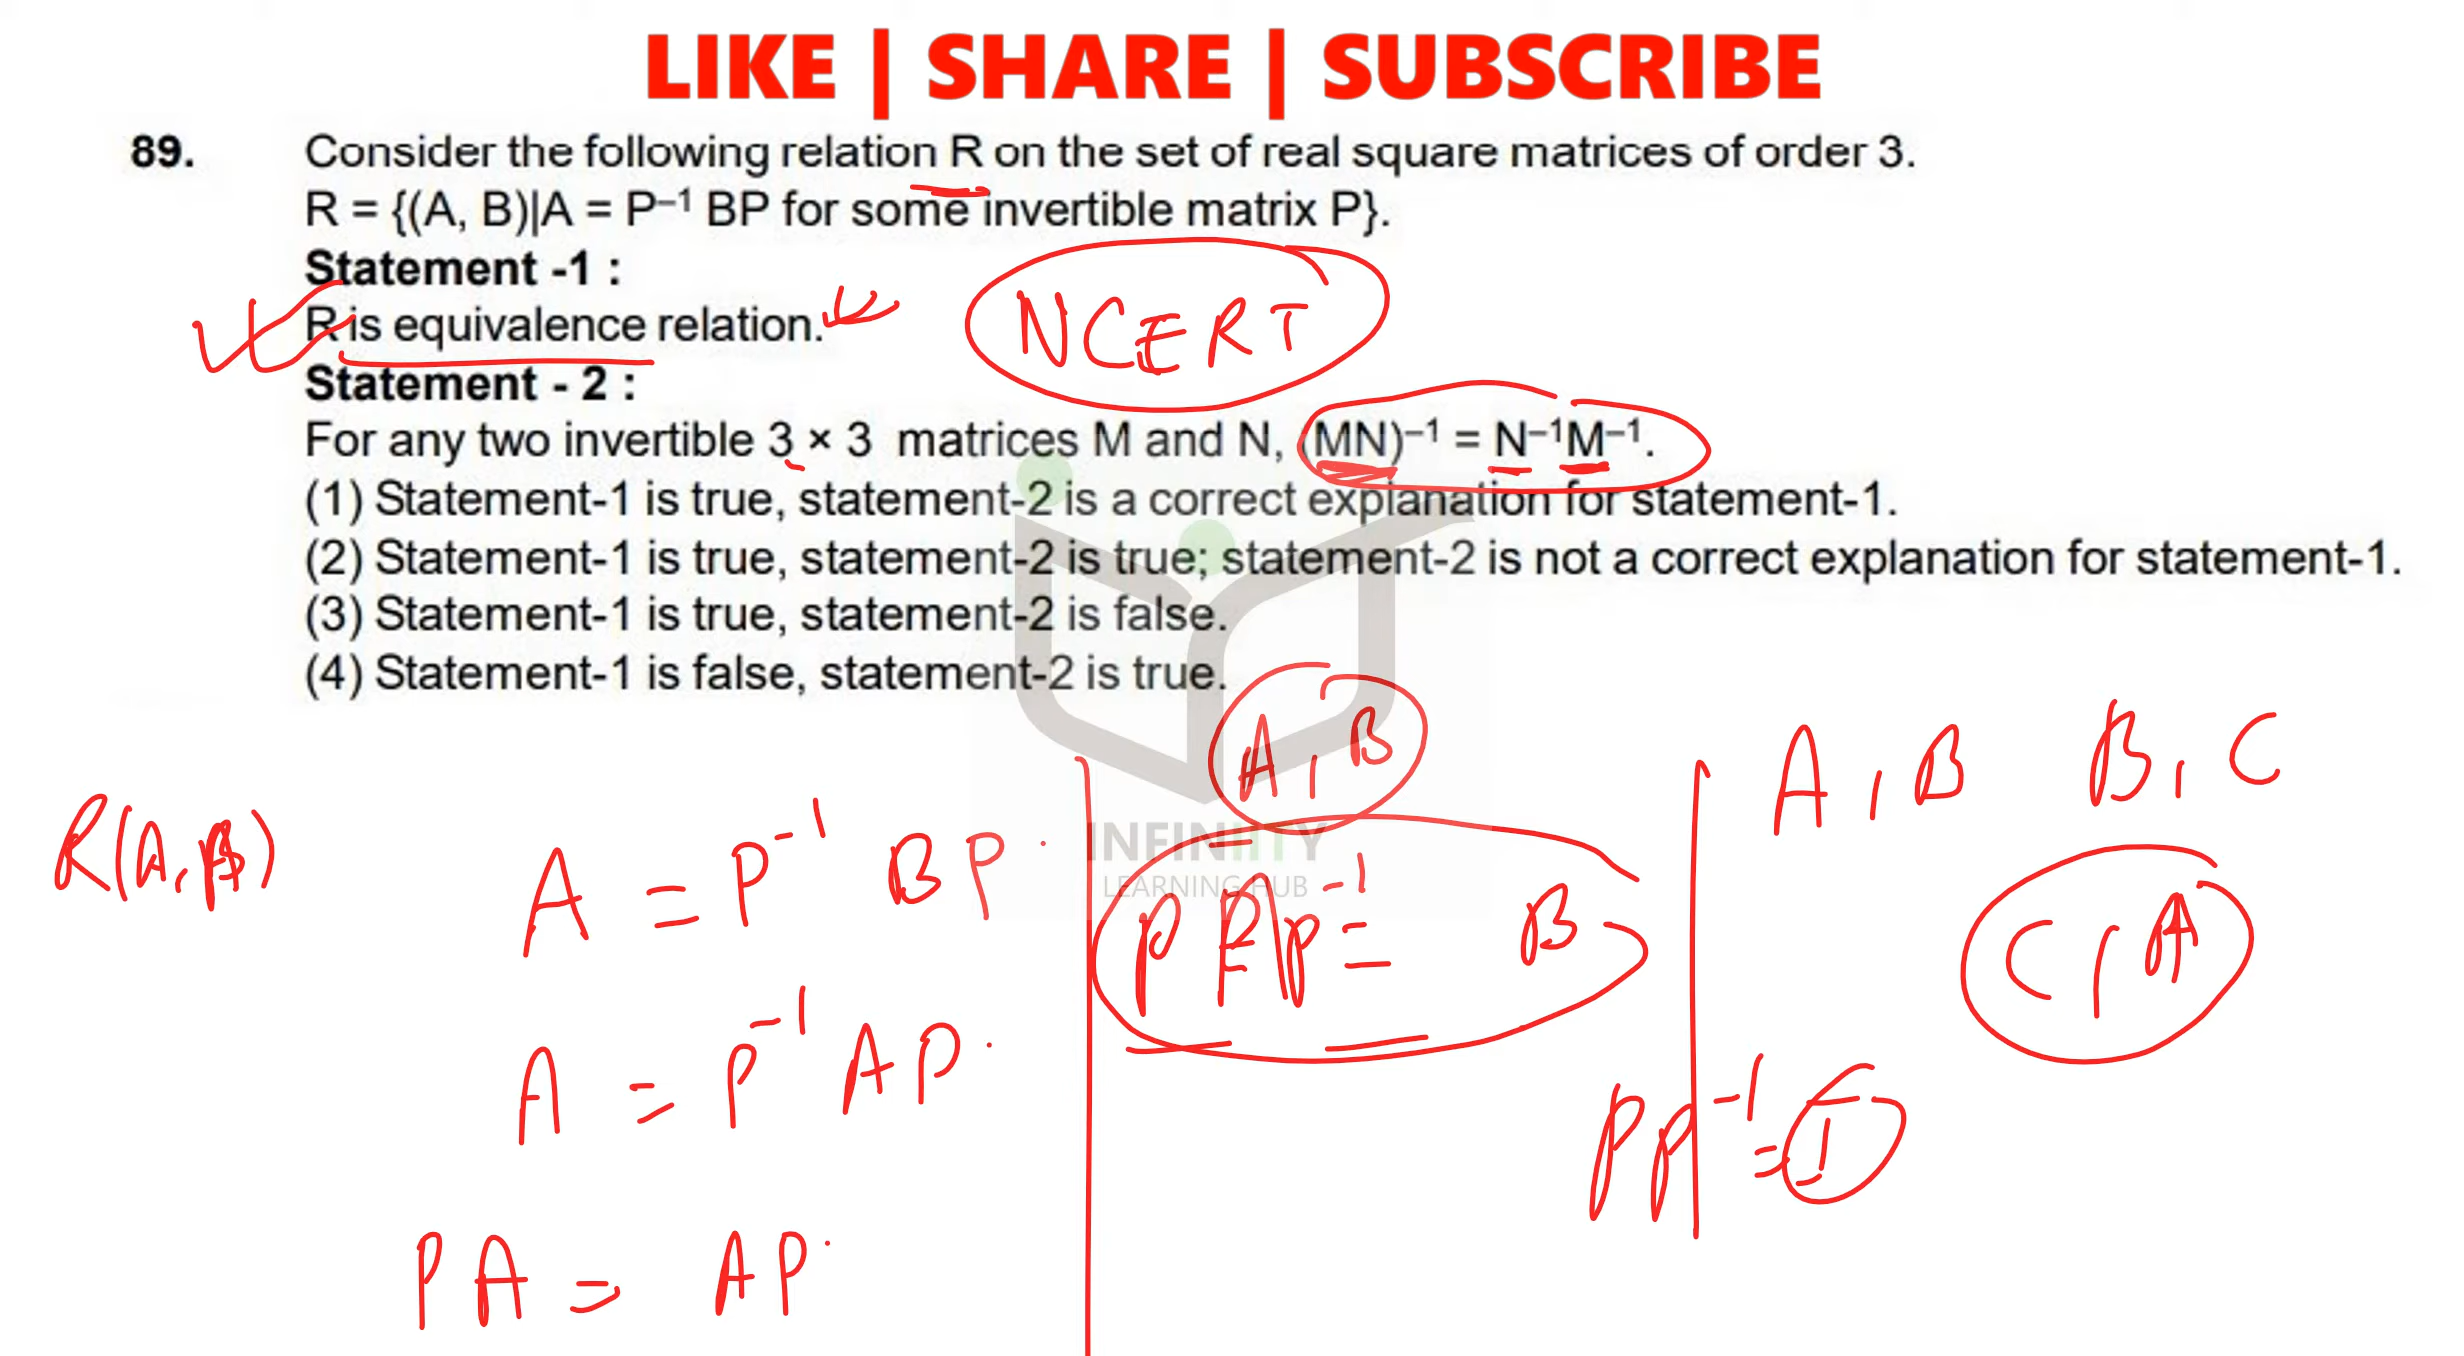 LIKE | SHARE | SUBSCRIBE
89. Consider the following relation R on the set of real square matrices of order 3.
R = {(A, B)|A = P⁻¹ BP for some invertible matrix P}.
Statement -1 :
R is equivalence relation.
NCERT
Statement - 2 :
For any two invertible 3 × 3 matrices M and N, (MN)⁻¹ = N⁻¹M⁻¹.
(1) Statement-1 is true, statement-2 is a correct explanation for statement-1.
(2) Statement-1 is true, statement-2 is true; statement-2 is not a correct explanation for statement-1.
(3) Statement-1 is true, statement-2 is false.
(4) Statement-1 is false, statement-2 is true.
A, B
A, B B, C
INFINIITY
LEARNING HUB
A = P⁻¹ BP.
= B
C, A
A = P⁻¹ AP.
PP⁻¹ = I
PA = AP.